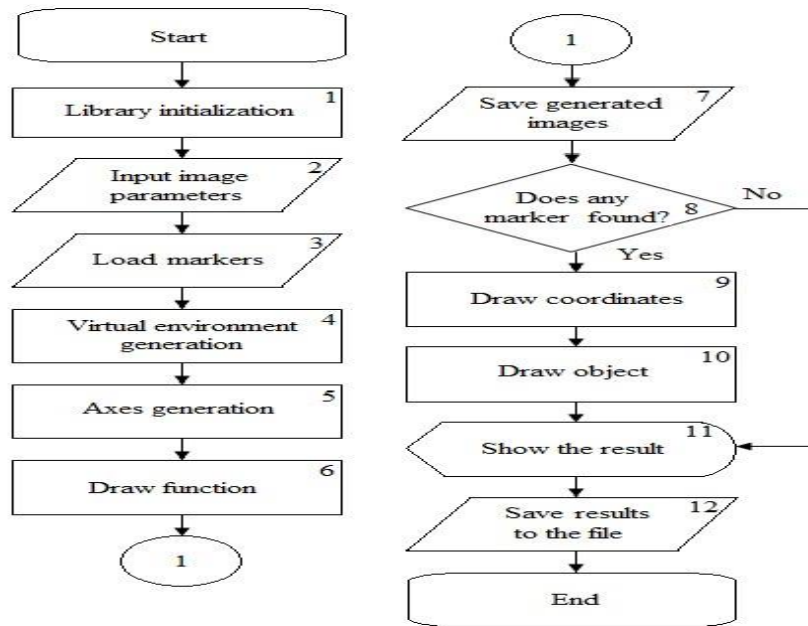 Start
1
Library initialization
2
Input image
parameters
3
Load markers
4
Virtual environment
generation
5
Axes generation
6
Draw function
1
1
7
Save generated
images
Does any
marker found?
8
No
Yes
9
Draw coordinates
10
Draw object
11
Show the result
12
Save results
to the file
End